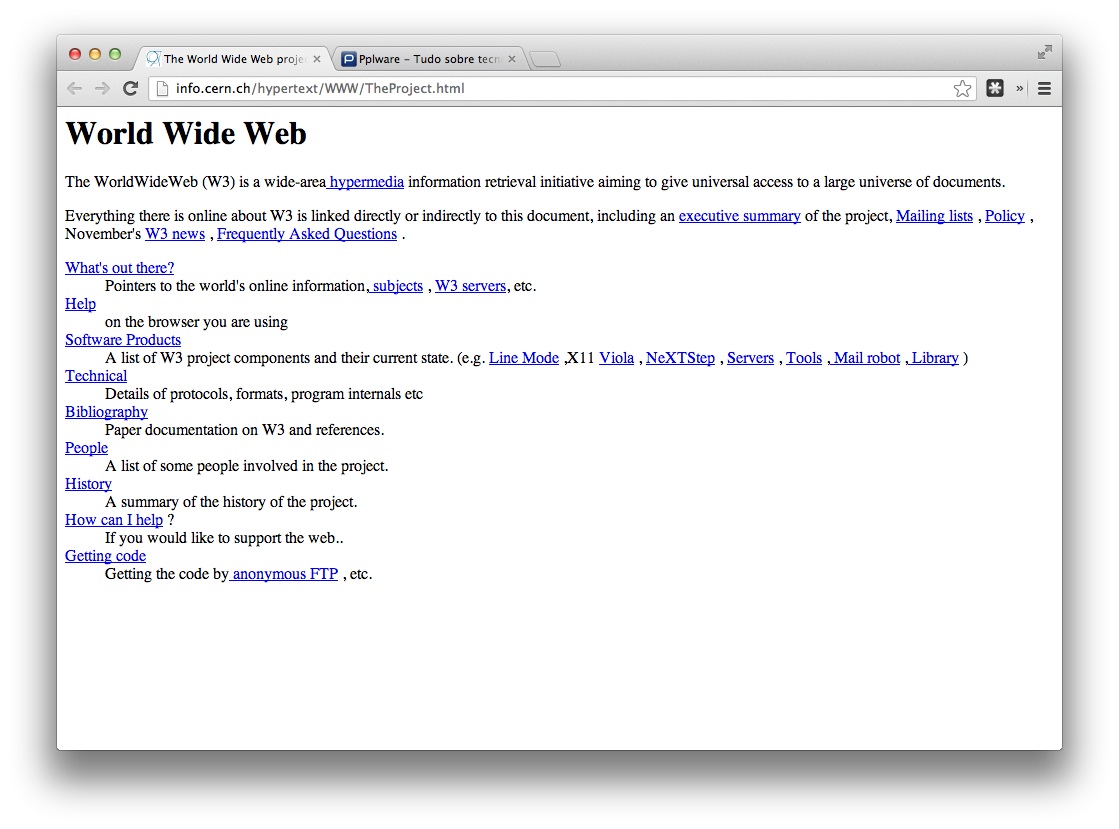 The World Wide Web proje
Pplware – Tudo sobre tecn
info.cern.ch/hypertext/WWW/TheProject.html
World Wide Web
The WorldWideWeb (W3) is a wide-area hypermedia information retrieval initiative aiming to give universal access to a large universe of documents.
Everything there is online about W3 is linked directly or indirectly to this document, including an executive summary of the project, Mailing lists , Policy ,
November's W3 news , Frequently Asked Questions .
What's out there?
Pointers to the world's online information, subjects , W3 servers, etc.
Help
on the browser you are using
Software Products
A list of W3 project components and their current state. (e.g. Line Mode ,X11 Viola , NeXTStep , Servers , Tools , Mail robot , Library )
Technical
Details of protocols, formats, program internals etc
Bibliography
Paper documentation on W3 and references.
People
A list of some people involved in the project.
History
A summary of the history of the project.
How can I help ?
If you would like to support the web..
Getting code
Getting the code by anonymous FTP , etc.